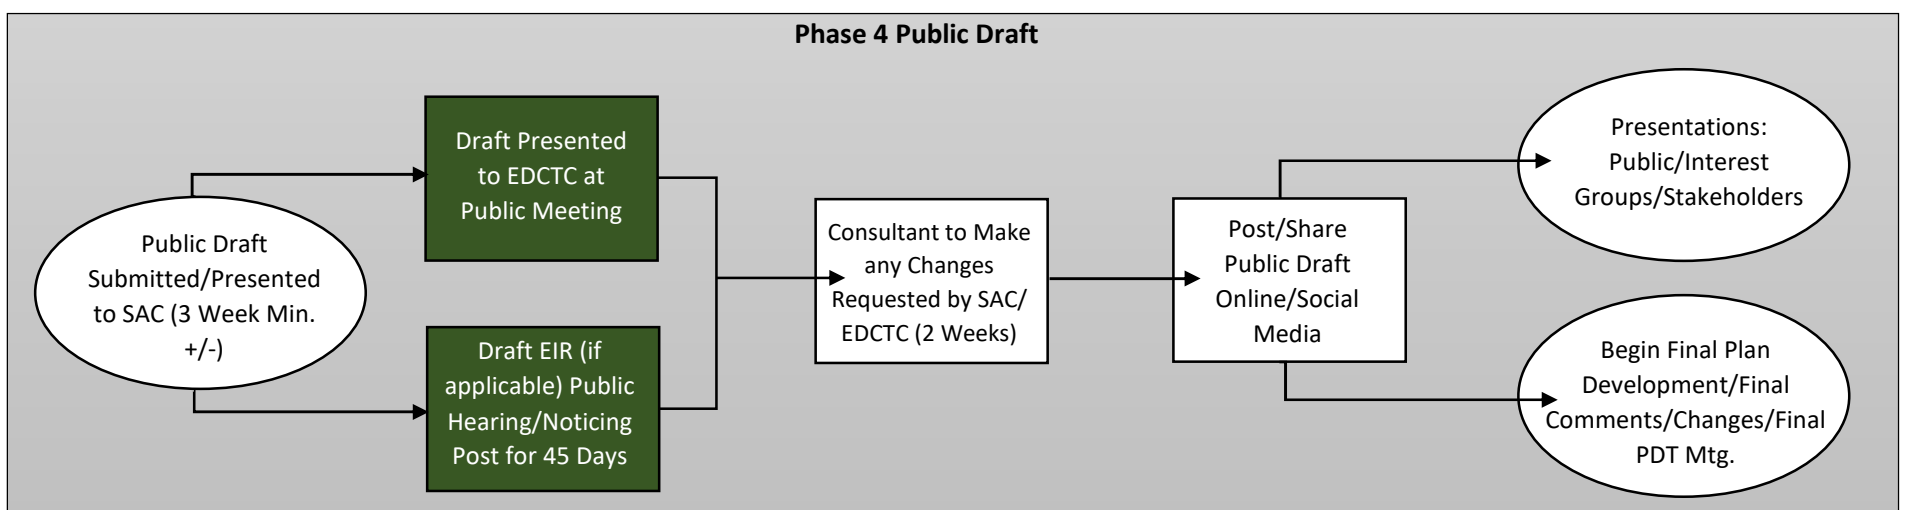 Phase 4 Public Draft
Public Draft
Submitted/Presented
to SAC (3 Week Min.
+/-)
Draft Presented
to EDCTC at
Public Meeting
Draft EIR (if
applicable) Public
Hearing/Noticing
Post for 45 Days
Consultant to Make
any Changes
Requested by SAC/
EDCTC (2 Weeks)
Post/Share
Public Draft
Online/Social
Media
Presentations:
Public/Interest
Groups/Stakeholders
Begin Final Plan
Development/Final
Comments/Changes/Final
PDT Mtg.